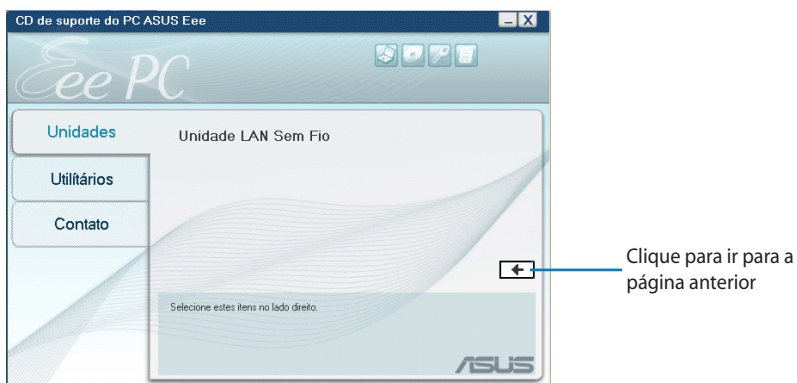 CD de suporte do PC ASUS Eee
Eee PC
Unidades
Unidade LAN Sem Fio
Utilítários
Contato
Clique para ir para a
página anterior
Selecione estes itens no lado direito.
ASUS